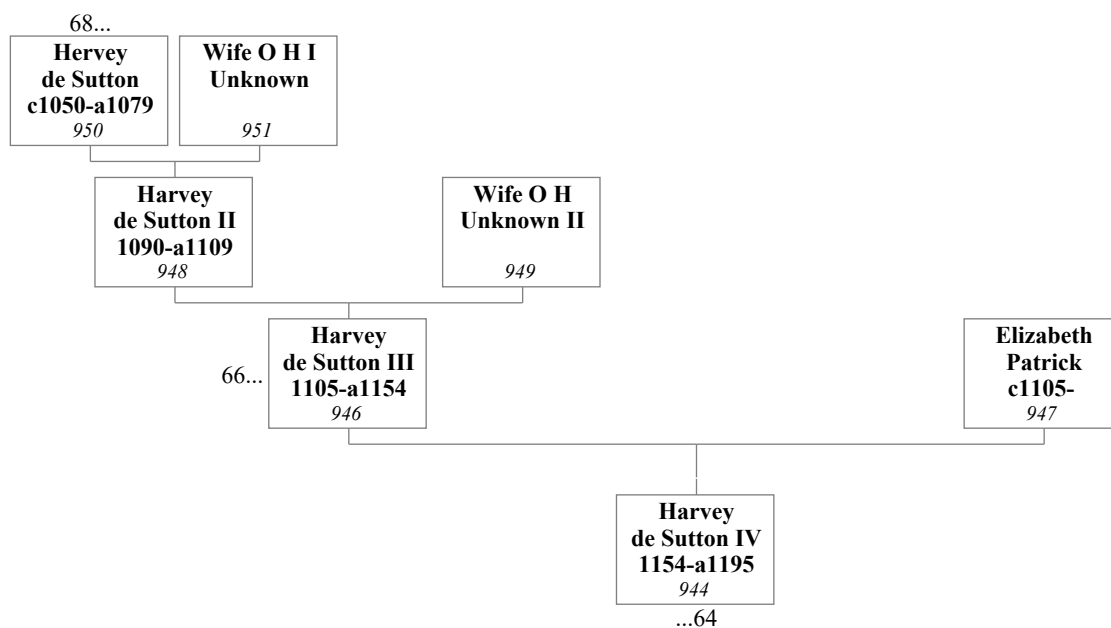 68...
Hervey
de Sutton
c1050-a1079
950
Wife O H I
Unknown
951
Harvey
de Sutton II
1090-a1109
948
Wife O H
Unknown II
949
66...
Harvey
de Sutton III
1105-a1154
946
Elizabeth
Patrick
c1105-
947
Harvey
de Sutton IV
1154-a1195
944
...64